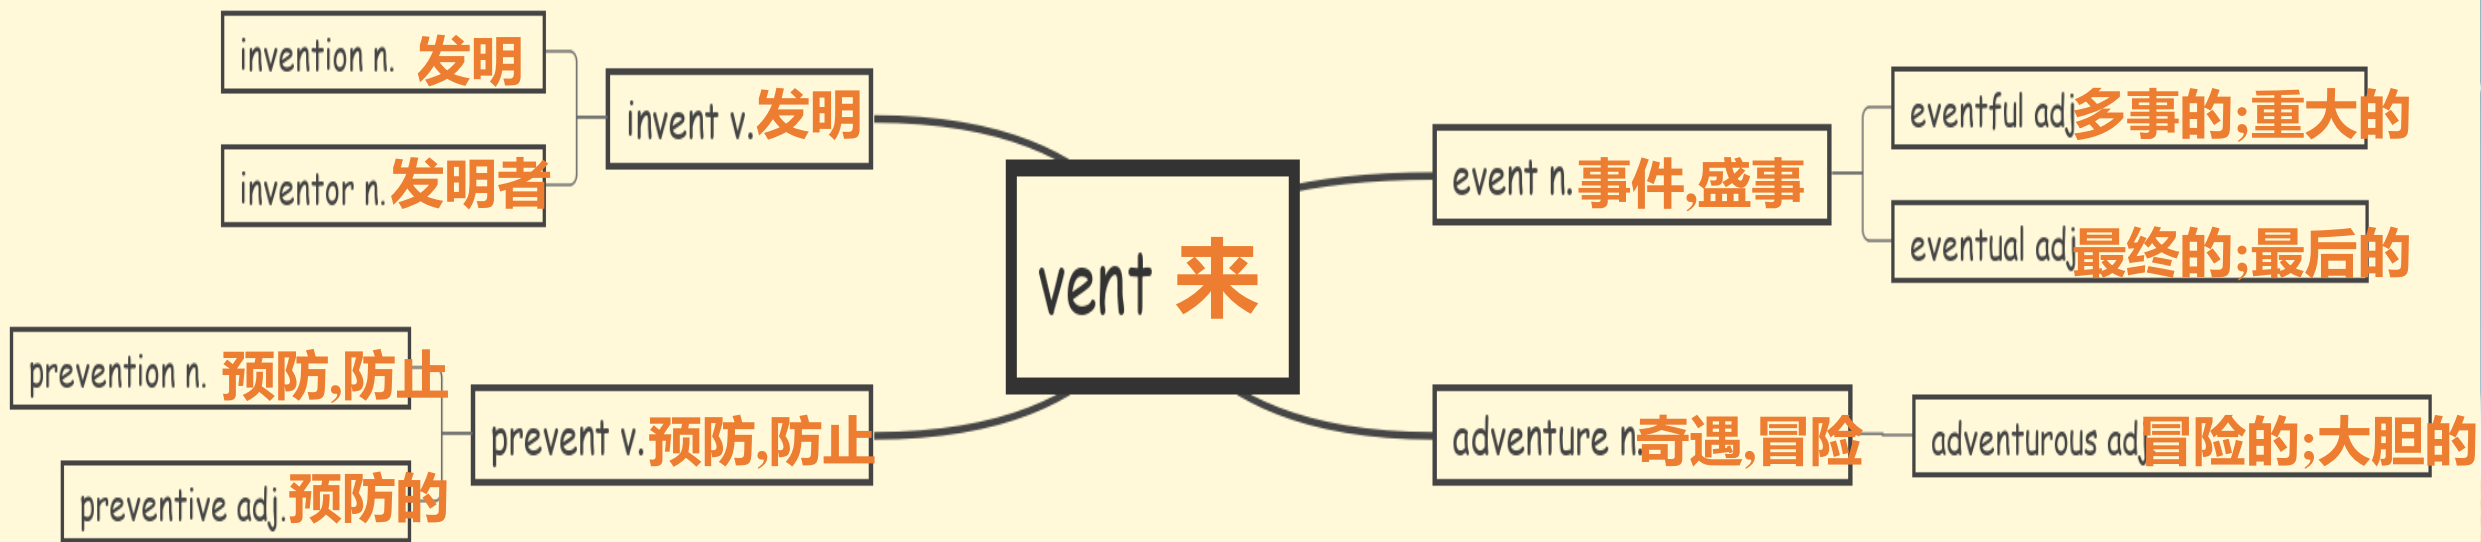 invention n. 发明
invent v.发明
inventor n.发明者
eventful adj多事的;重大的
event n.事件,盛事
eventual adj最终的;最后的
vent 来
prevention n. 预防,防止
prevent v.预防,防止
preventive adj.预防的
adventure n.奇遇,冒险
adventurous adj冒险的;大胆的